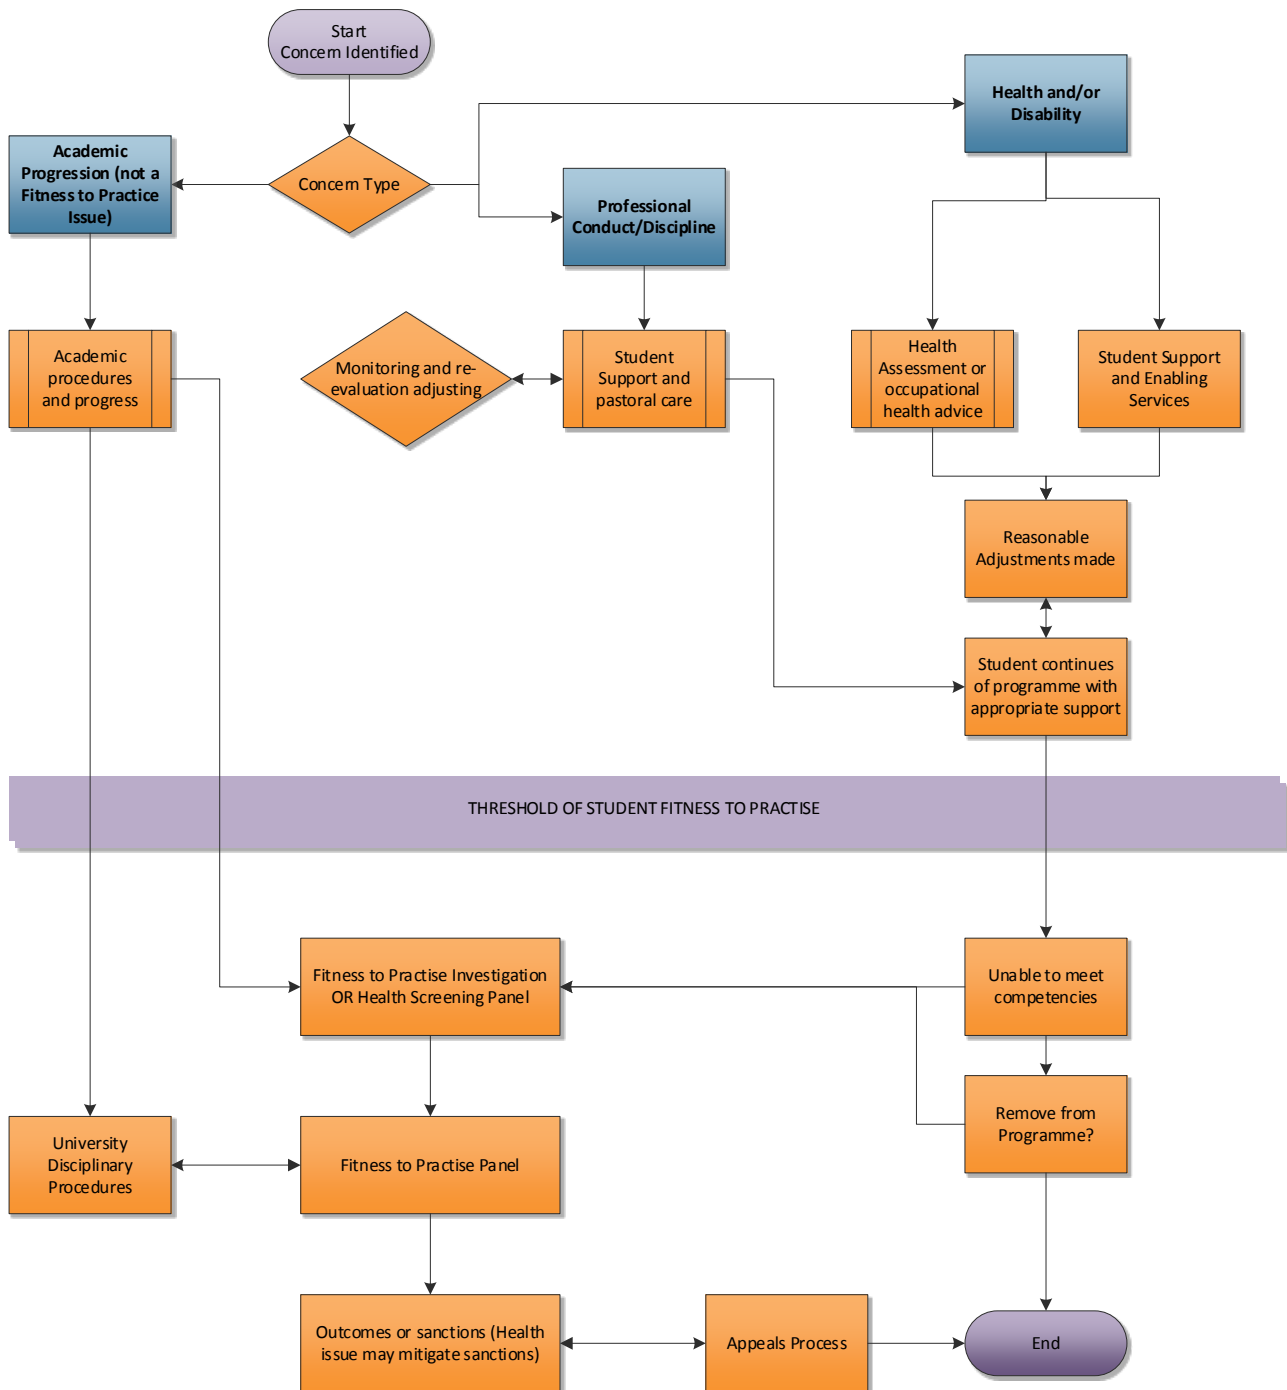 Start
Concern Identified
Health and/or
Disability
Academic
Progression (not a
Fitness to Practice
Issue)
Concern Type
Professional
Conduct/Discipline
Academic
procedures
and progress
Monitoring and re-
evaluation adjusting
Student
Support and
pastoral care
Health
Assessment or
occupational
health advice
Student Support
and Enabling
Services
Reasonable
Adjustments made
Student continues
of programme with
appropriate support
THRESHOLD OF STUDENT FITNESS TO PRACTISE
Fitness to Practise Investigation
OR Health Screening Panel
Unable to meet
competencies
Remove from
Programme?
University
Disciplinary
Procedures
Fitness to Practise Panel
Outcomes or sanctions (Health
issue may mitigate sanctions)
Appeals Process
End